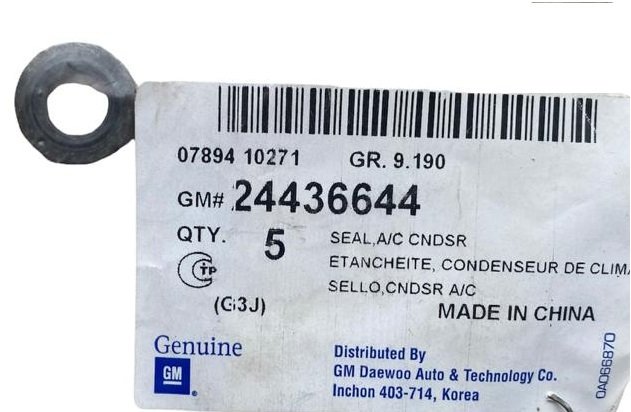 07894 10271 GR. 9.190
GM# 24436644
QTY. 5
SEAL,A/C CNDSR
ETANCHEITE, CONDENSEUR DE CLIMA
SELLO,CNDSR A/C
TP
(G3J)
MADE IN CHINA
Genuine
GM
Distributed By
GM Daewoo Auto & Technology Co.
Inchon 403-714, Korea
0AD66870